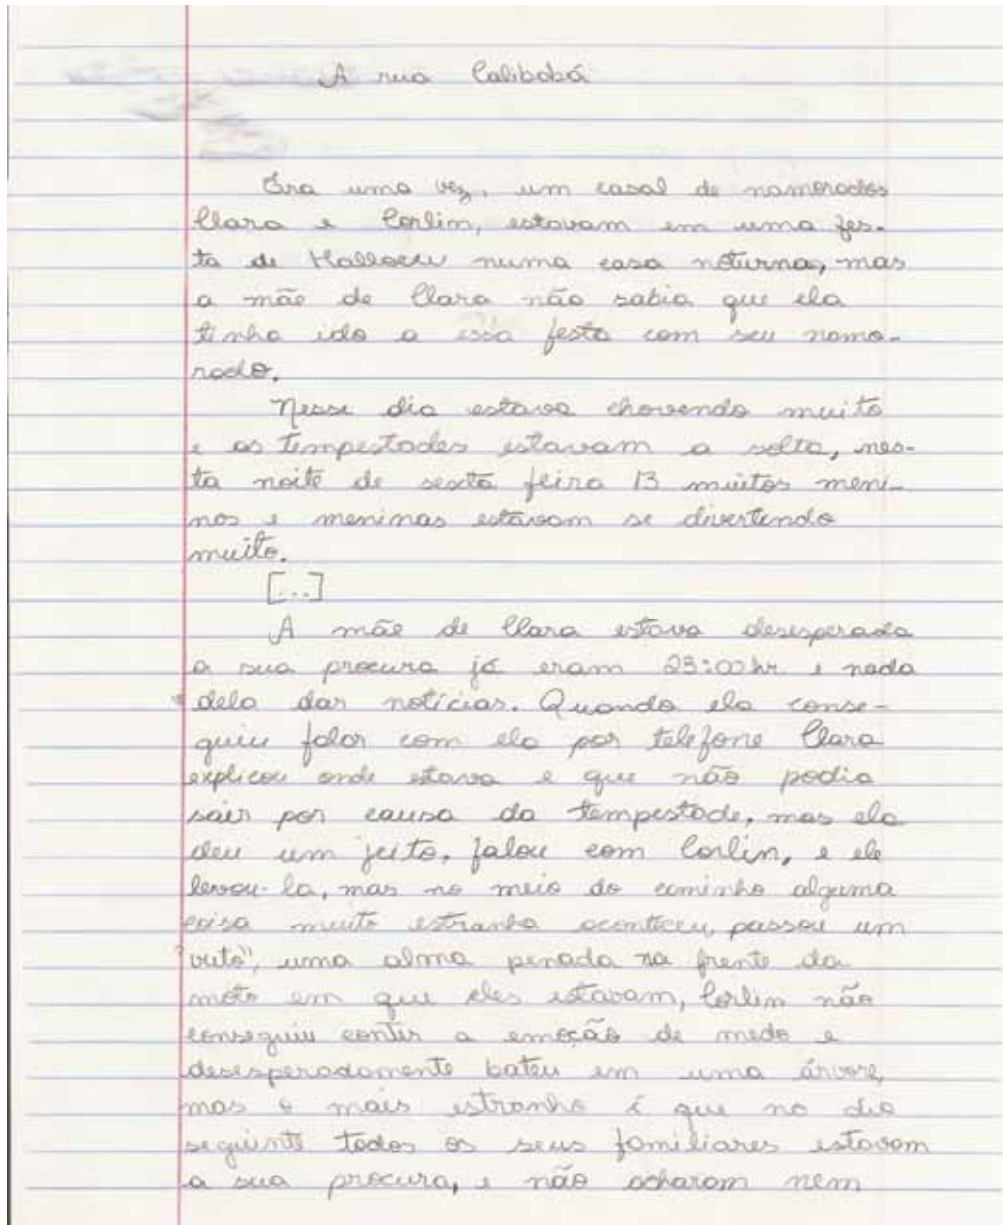 A rua Calibobá
Era uma vez, um casal de namorados
Clara e Corlim, estavam em uma fes-
ta de Halloceu numa casa noturna, mas
a mãe de Clara não sabia que ela
tinha ido a essa festa com seu namo-
rado.
Nesse dia estava chovendo muito
e as tempestades estavam a solta, nes-
ta noite de sexta feira 13 muitos meni-
nos e meninas estavam se divertindo
muito.
[...]
A mãe de Clara estava desesperada
a sua procura já eram 23:00hr e nada
dela dar notícias. Quando ela conse-
guiu falar com ela por telefone Clara
explicou onde estava e que não podia
sair por causa da tempestade, mas ela
deu um jeito, falou com Corlin, e ele
levou-la, mas no meio do caminho alguma
coisa muito estranha aconteceu, passou um
"vuto", uma alma penada na frente da
moto em que eles estavam, Corlim não
conseguiu contir a emoção de medo e
desesperadamente bateu em uma árvore,
mas o mais estranho é que no dia
seguinte todos os seus familiares estavam
a sua procura, e não acharam nem